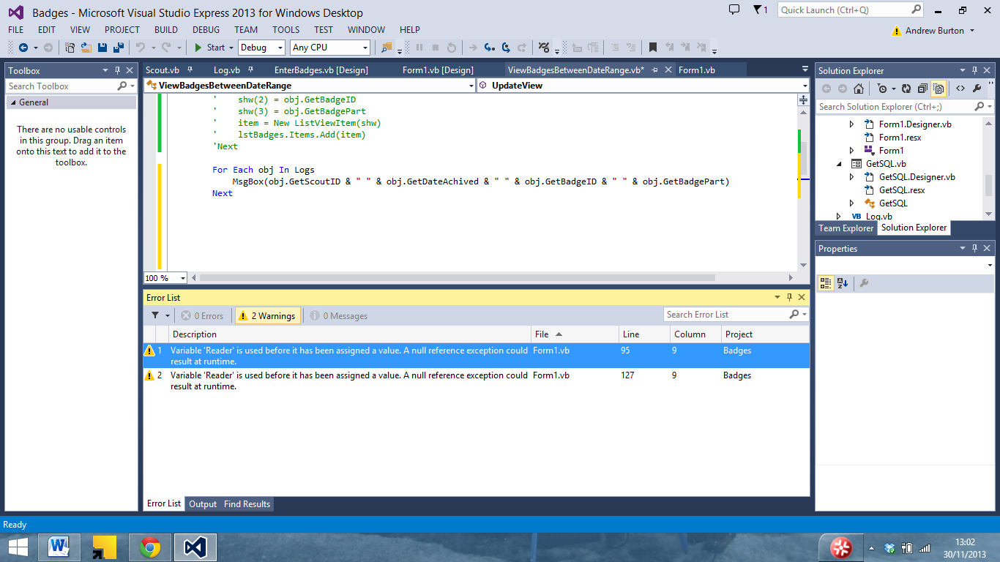 Badges - Microsoft Visual Studio Express 2013 for Windows Desktop
1
Quick Launch (Ctrl+Q)
FILE EDIT VIEW PROJECT BUILD DEBUG TEAM TOOLS TEST WINDOW HELP
Andrew Burton
Start Debug Any CPU
Toolbox
Search Toolbox
General
There are no usable controls
in this group. Drag an item
onto this text to add it to the
toolbox.
Scout.vb Log.vb EnterBadges.vb [Design] Form1.vb [Design] ViewBadgesBetweenDateRange.vb* Form1.vb
ViewBadgesBetweenDateRange UpdateView
' shw(2) = obj.GetBadgeID
' shw(3) = obj.GetBadgePart
' item = New ListViewItem(shw)
' lstBadges.Items.Add(item)
'Next
For Each obj In Logs
MsgBox(obj.GetScoutID & " " & obj.GetDateAchived & " " & obj.GetBadgeID & " " & obj.GetBadgePart)
Next
100 %
Error List
0 Errors 2 Warnings 0 Messages
Search Error List
Description File Line Column Project
1 Variable 'Reader' is used before it has been assigned a value. A null reference exception could Form1.vb 95 9 Badges
result at runtime.
2 Variable 'Reader' is used before it has been assigned a value. A null reference exception could Form1.vb 127 9 Badges
result at runtime.
Error List Output Find Results
Solution Explorer
Search Solution Explorer (Ctrl+;)
Form1.Designer.vb
Form1.resx
Form1
GetSQL.vb
GetSQL.Designer.vb
GetSQL.resx
GetSQL
VB Log.vb
Team Explorer Solution Explorer
Properties
Ready
13:02
30/11/2013